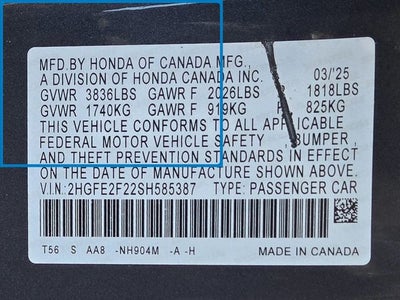 MFD.BY HONDA OF CANADA MFG.,
A DIVISION OF HONDA CANADA INC. 03/'25
GVWR 3836LBS GAWR F 2026LBS 1818LBS
GVWR 1740KG GAWR F 919KG 825KG
THIS VEHICLE CONFORMS TO ALL APPLICABLE
FEDERAL MOTOR VEHICLE SAFETY BUMPER,
AND THEFT PREVENTION STANDARDS IN EFFECT
ON THE DATE OF MANUFACTURE SHOWN ABOVE.
V.I.N.: 2HGFE2F22SH585387 TYPE: PASSENGER CAR
T56 S AA8 -NH904M -A -H MADE IN CANADA